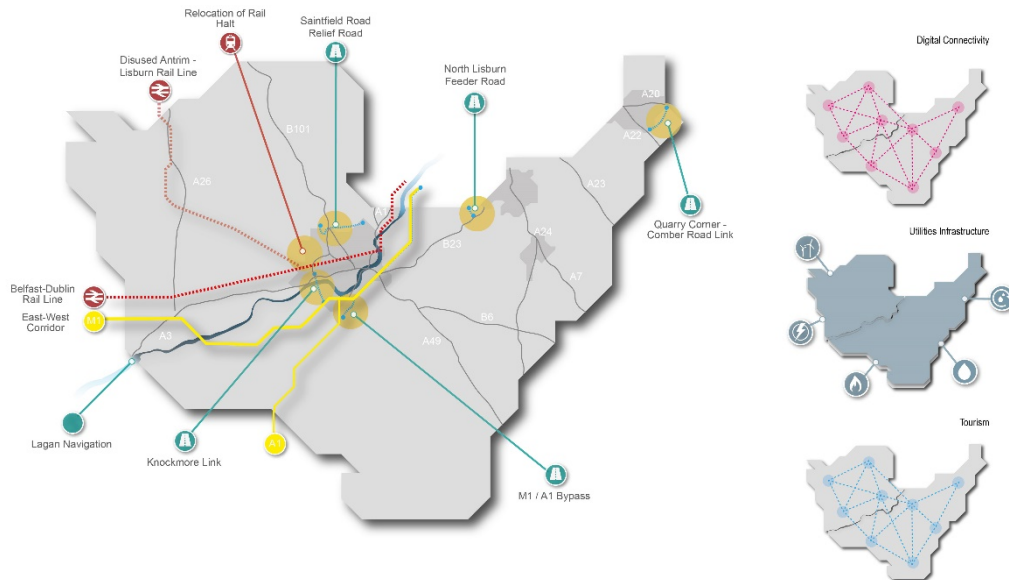 Relocation of Rail
Halt
Saintfield Road
Relief Road
Disused Antrim -
Lisburn Rail Line
North Lisburn
Feeder Road
Digital Connectivity
A20
A22
B101
A26
A23
Quarry Corner -
Comber Road Link
B23
A24
A7
Utilities Infrastructure
Belfast-Dublin
Rail Line
East-West
Corridor
M1
A3
B6
A49
Lagan Navigation
Knockmore Link
A1
M1 / A1 Bypass
Tourism